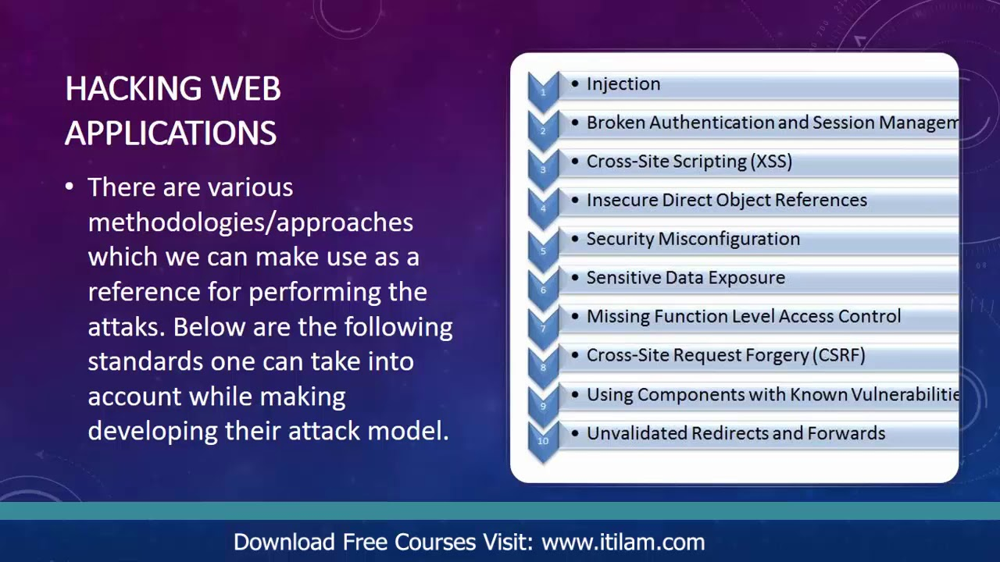 HACKING WEB
APPLICATIONS
• There are various
methodologies/approaches
which we can make use as a
reference for performing the
attaks. Below are the following
standards one can take into
account while making
developing their attack model.
1 • Injection
2 • Broken Authentication and Session Managem
3 • Cross-Site Scripting (XSS)
4 • Insecure Direct Object References
5 • Security Misconfiguration
6 • Sensitive Data Exposure
7 • Missing Function Level Access Control
8 • Cross-Site Request Forgery (CSRF)
9 • Using Components with Known Vulnerabilitie
10 • Unvalidated Redirects and Forwards
Download Free Courses Visit: www.itilam.com